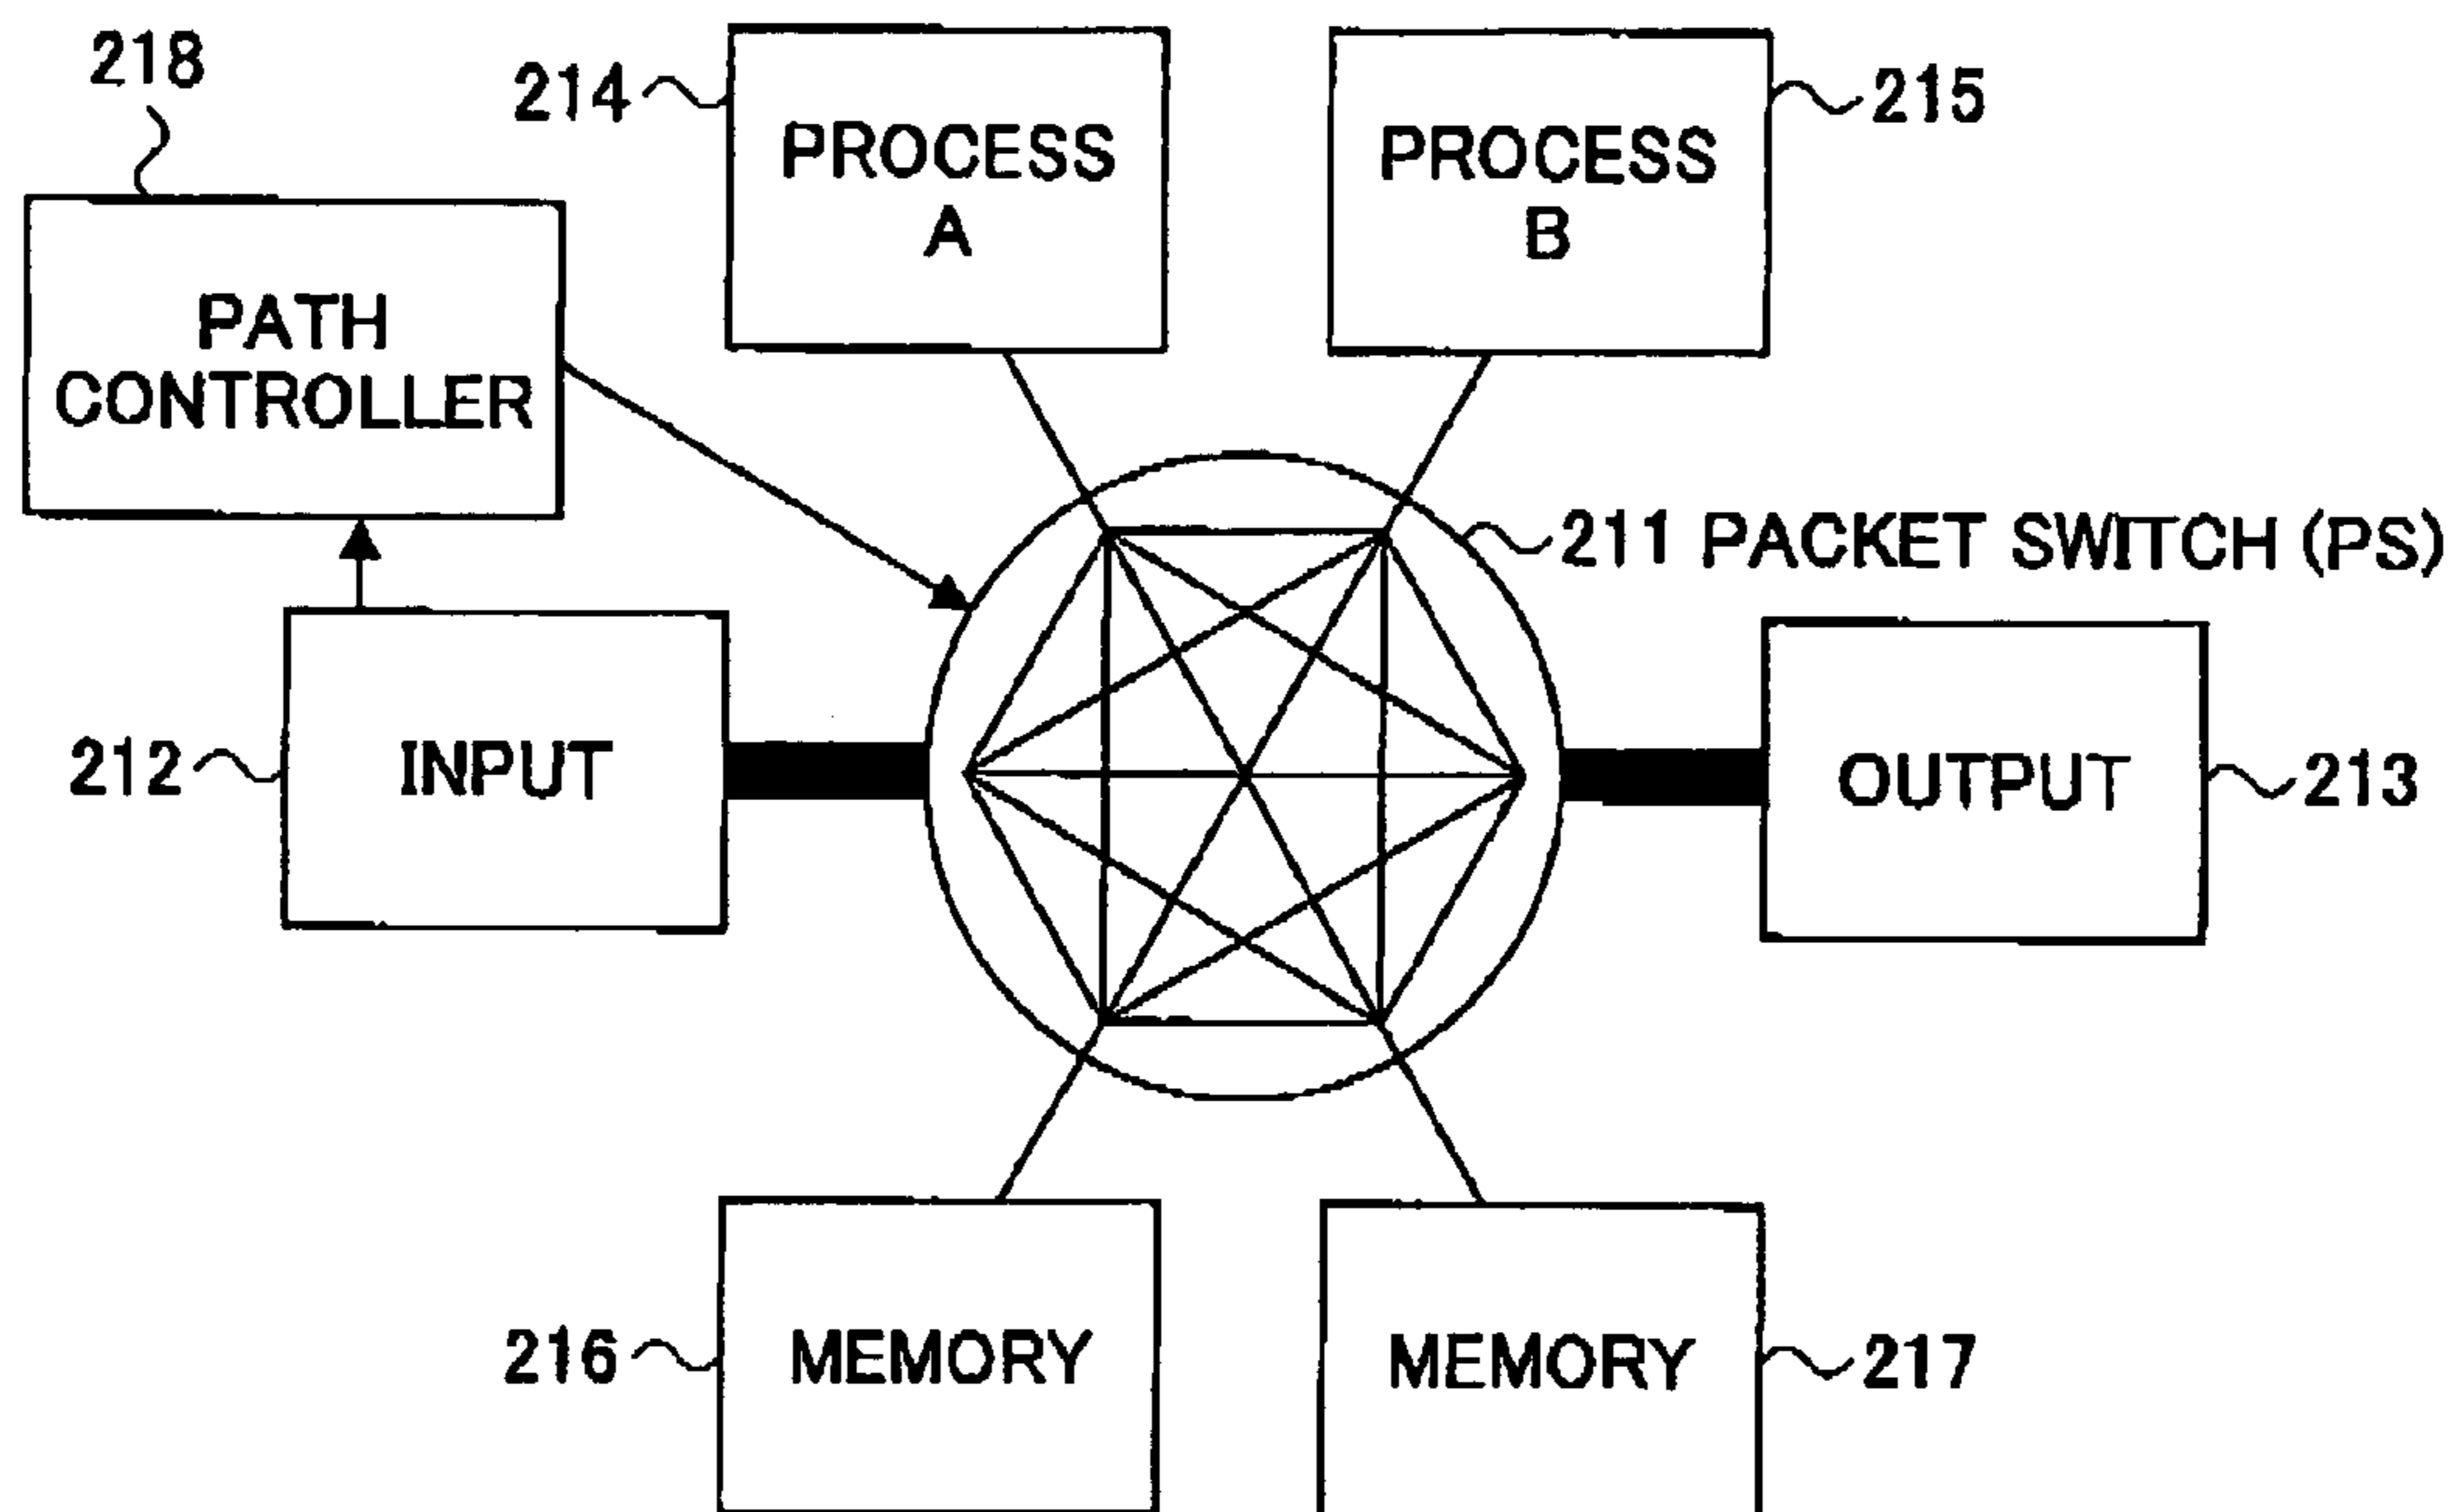 218
214
PROCESS
A
PROCESS
B
215
PATH
CONTROLLER
211 PACKET SWITCH (PS)
212
INPUT
OUTPUT
213
216
MEMORY
MEMORY
217